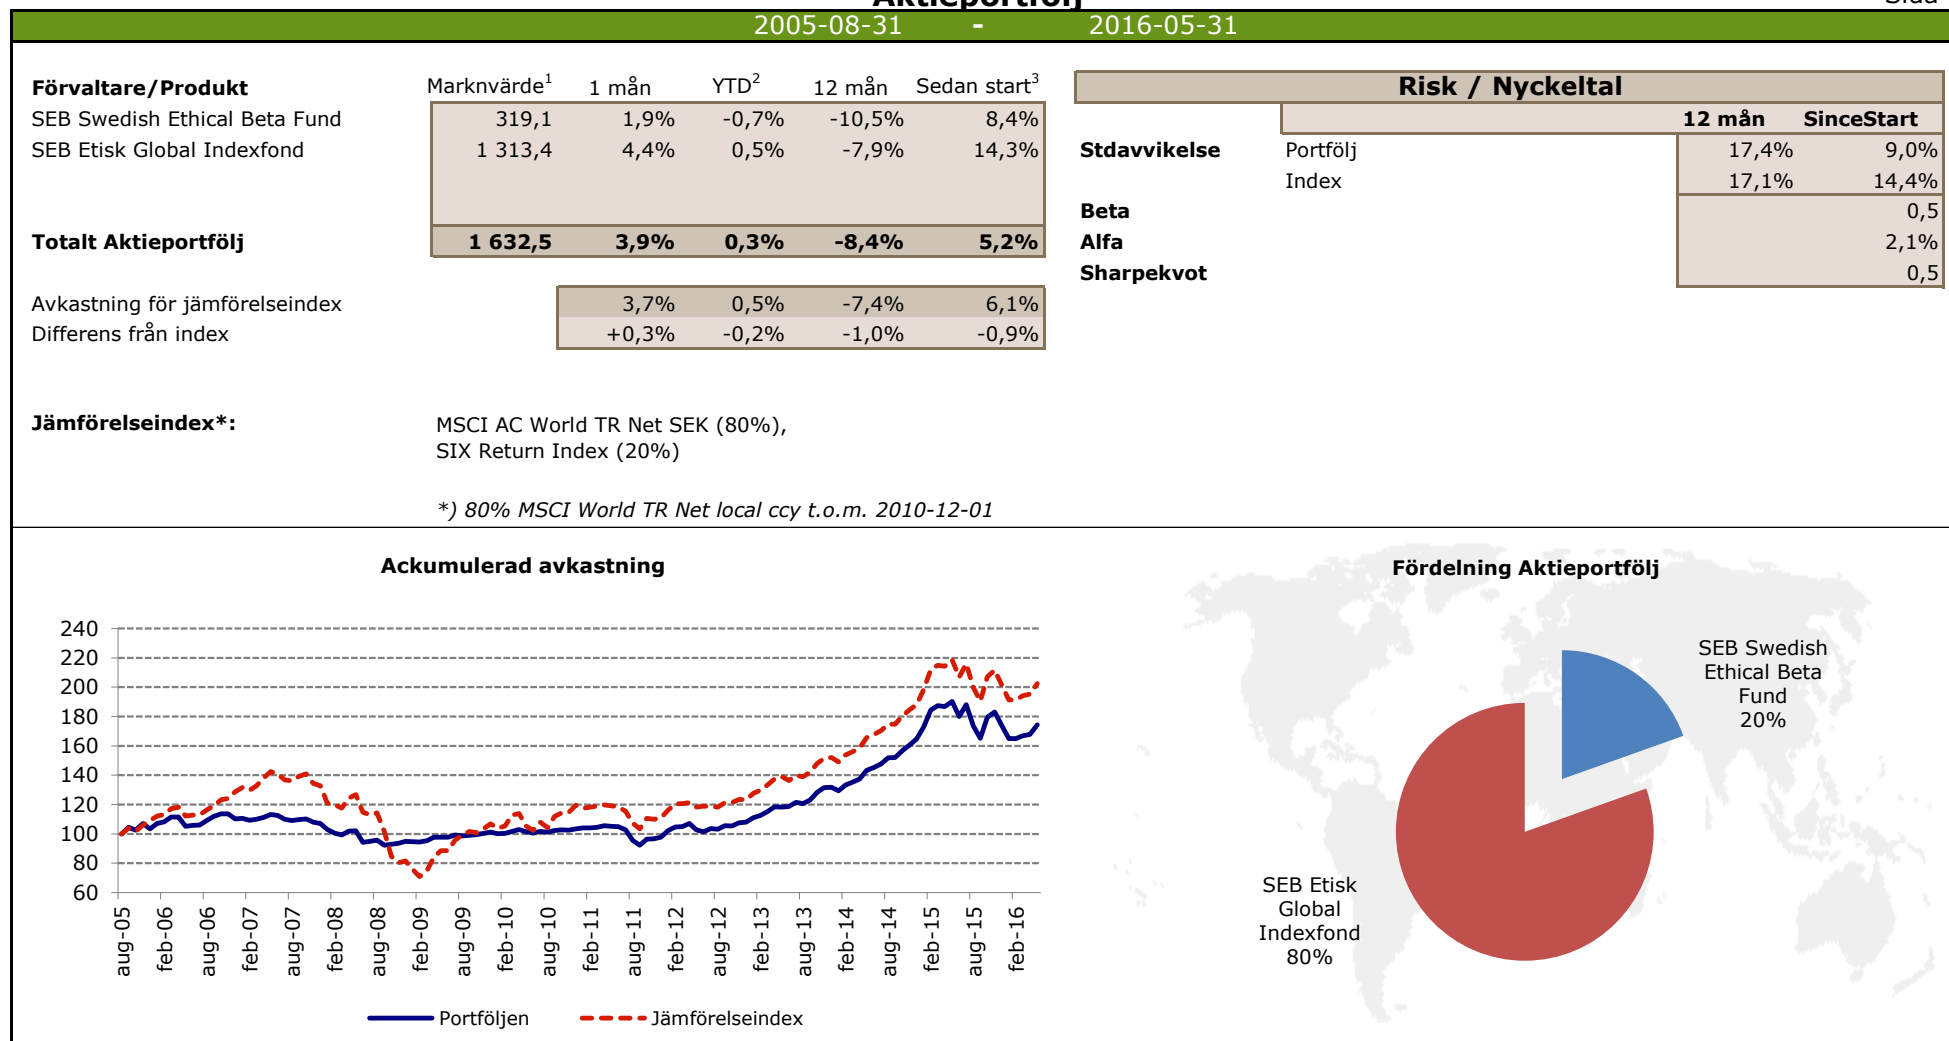 Aktieportfölj
2005-08-31 - 2016-05-31
Förvaltare/Produkt Marknvärde1 1 mån YTD2 12 mån Sedan start3
SEB Swedish Ethical Beta Fund 319,1 1,9% -0,7% -10,5% 8,4%
SEB Etisk Global Indexfond 1 313,4 4,4% 0,5% -7,9% 14,3%
Totalt Aktieportfölj 1 632,5 3,9% 0,3% -8,4% 5,2%
Avkastning för jämförelseindex 3,7% 0,5% -7,4% 6,1%
Differens från index +0,3% -0,2% -1,0% -0,9%
Risk / Nyckeltal
12 mån SinceStart
Stdavvikelse Portfölj 17,4% 9,0%
Index 17,1% 14,4%
Beta 0,5
Alfa 2,1%
Sharpekvot 0,5
Jämförelseindex*: MSCI AC World TR Net SEK (80%),
SIX Return Index (20%)
*) 80% MSCI World TR Net local ccy t.o.m. 2010-12-01
Ackumulerad avkastning
240
220
200
180
160
140
120
100
80
60
aug-05
feb-06
aug-06
feb-07
aug-07
feb-08
aug-08
feb-09
aug-09
feb-10
aug-10
feb-11
aug-11
feb-12
aug-12
feb-13
aug-13
feb-14
aug-14
feb-15
aug-15
feb-16
Portföljen Jämförelseindex
Fördelning Aktieportfölj
SEB Swedish
Ethical Beta
Fund
20%
SEB Etisk
Global
Indexfond
80%